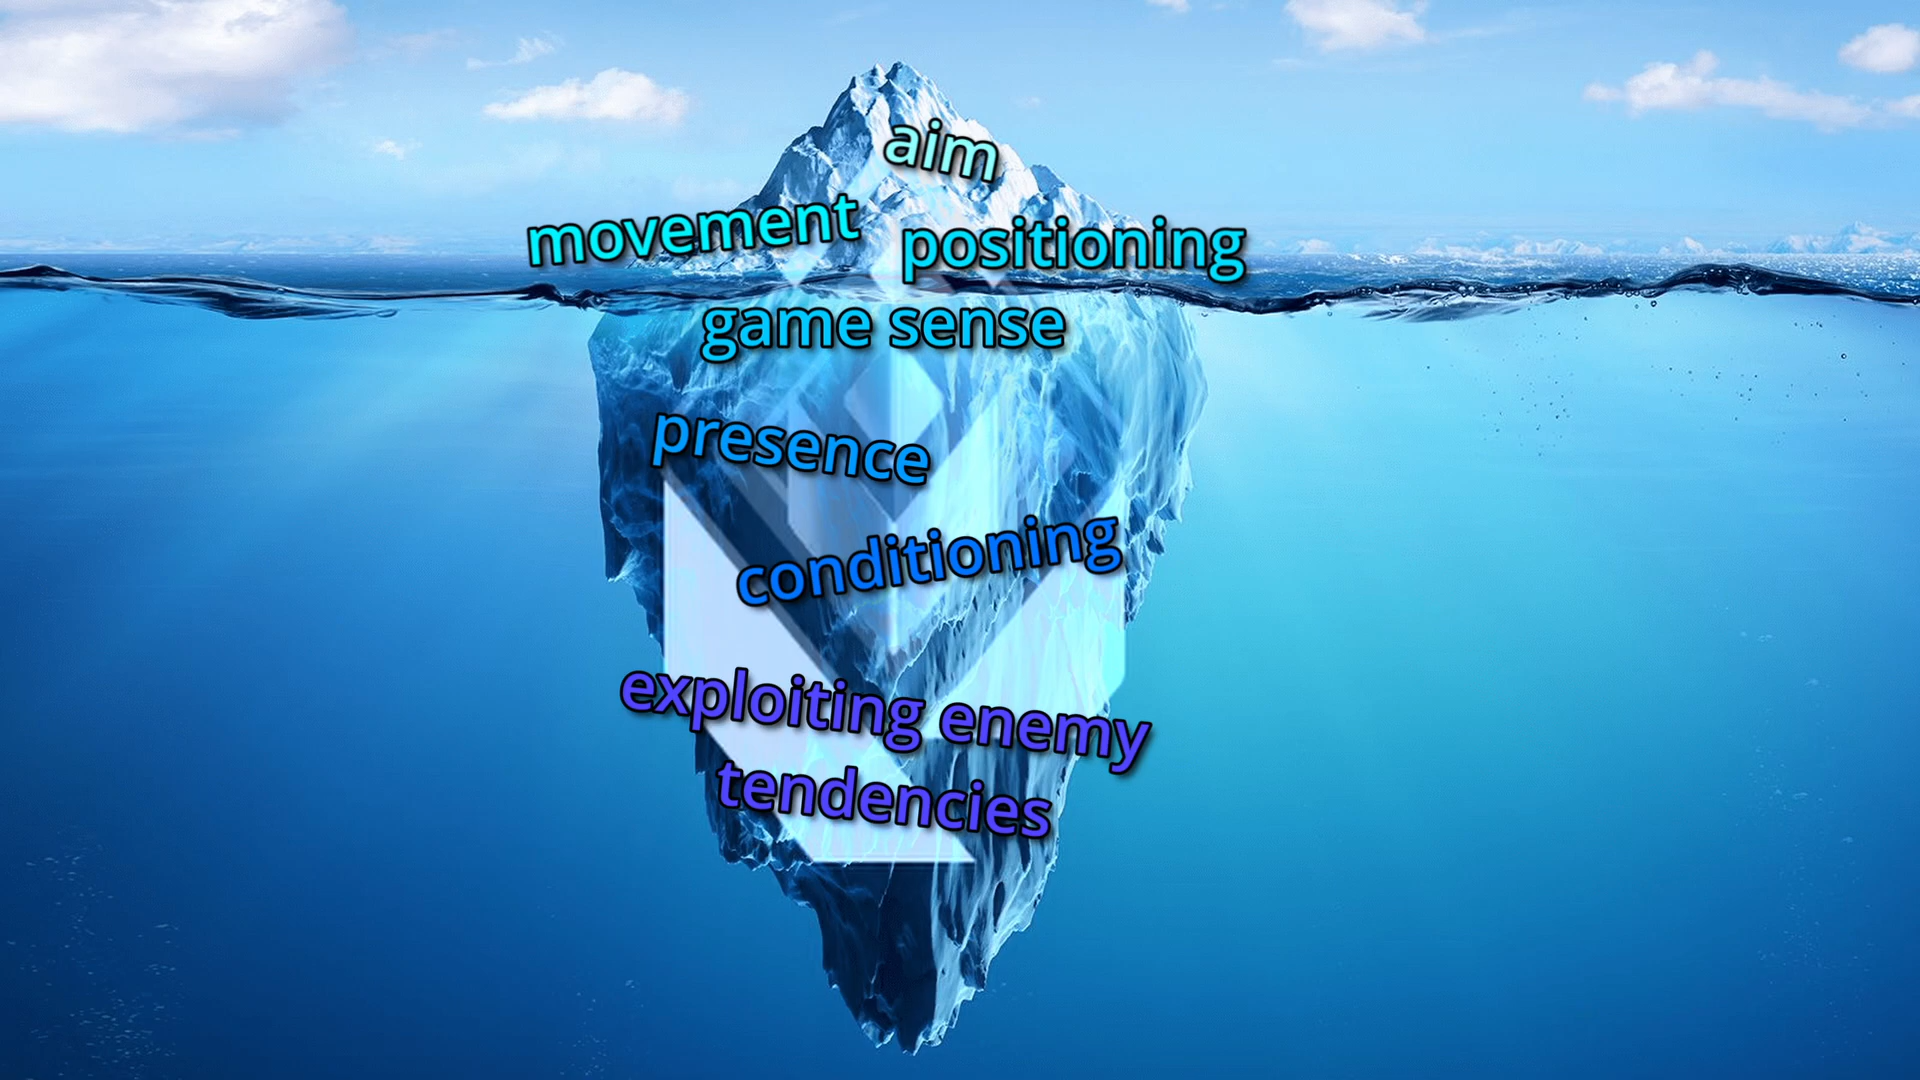 aim
movement
positioning
game sense
presence
conditioning
exploiting enemy
tendencies